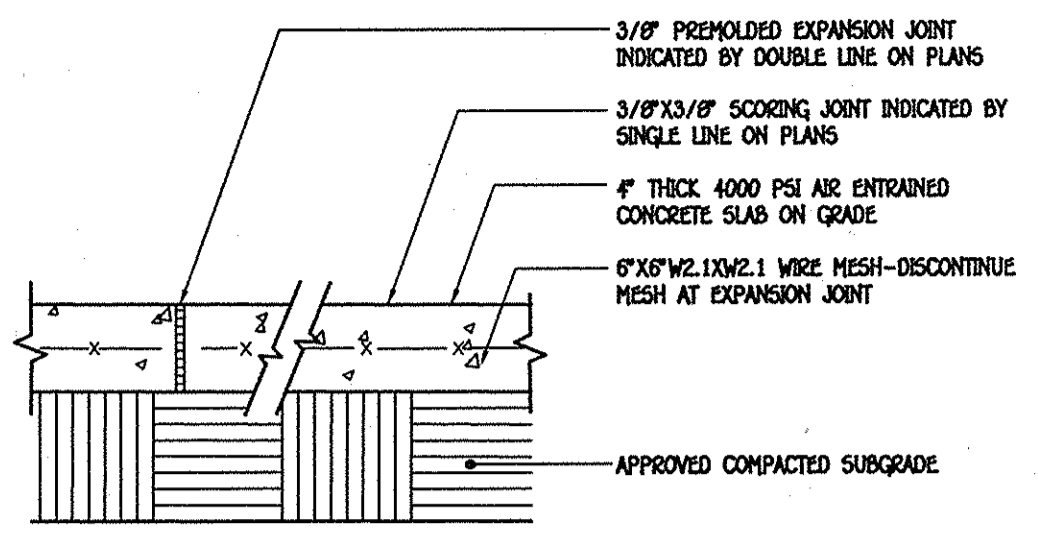 3/8" PREMOLDED EXPANSION JOINT
INDICATED BY DOUBLE LINE ON PLANS
3/8"X3/8" SCORING JOINT INDICATED BY
SINGLE LINE ON PLANS
4" THICK 4000 PSI AIR ENTRAINED
CONCRETE SLAB ON GRADE
6"X6"W2.1XW2.1 WIRE MESH-DISCONTINUE
MESH AT EXPANSION JOINT
APPROVED COMPACTED SUBGRADE